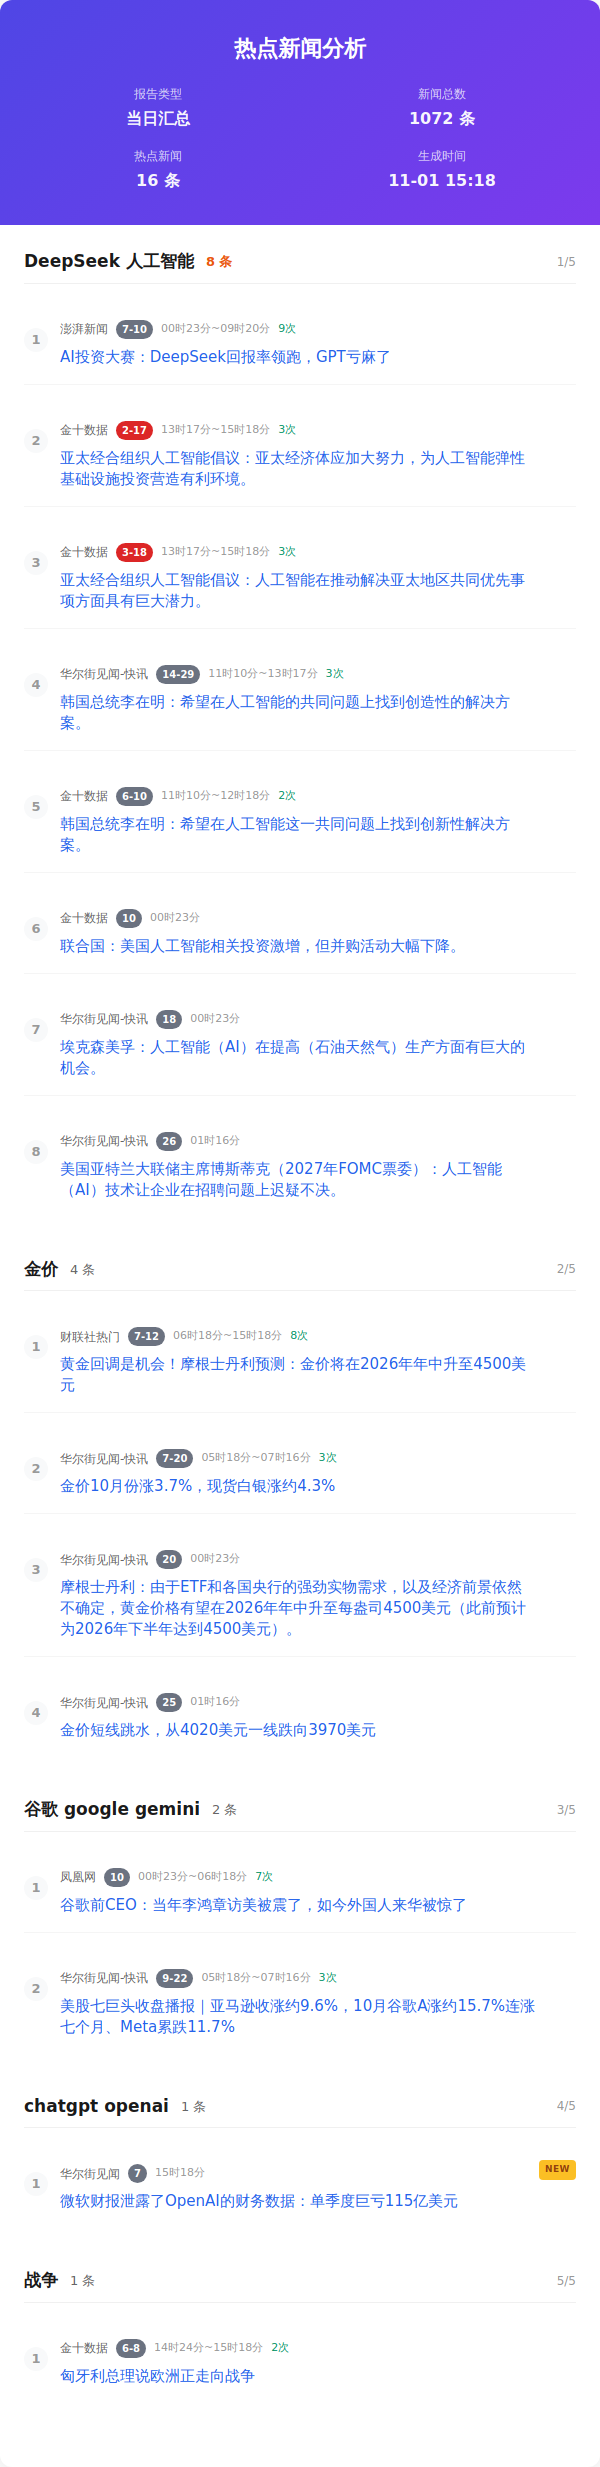 热点新闻分析
报告类型
当日汇总
新闻总数
1072 条
热点新闻
16 条
生成时间
11-01 15:18
DeepSeek 人工智能 8 条 1/5
1
澎湃新闻 7-10 00时23分~09时20分 9次
AI投资大赛：DeepSeek回报率领跑，GPT亏麻了
2
金十数据 2-17 13时17分~15时18分 3次
亚太经合组织人工智能倡议：亚太经济体应加大努力，为人工智能弹性
基础设施投资营造有利环境。
3
金十数据 3-18 13时17分~15时18分 3次
亚太经合组织人工智能倡议：人工智能在推动解决亚太地区共同优先事
项方面具有巨大潜力。
4
华尔街见闻-快讯 14-29 11时10分~13时17分 3次
韩国总统李在明：希望在人工智能的共同问题上找到创造性的解决方
案。
5
金十数据 6-10 11时10分~12时18分 2次
韩国总统李在明：希望在人工智能这一共同问题上找到创新性解决方
案。
6
金十数据 10 00时23分
联合国：美国人工智能相关投资激增，但并购活动大幅下降。
7
华尔街见闻-快讯 18 00时23分
埃克森美孚：人工智能（AI）在提高（石油天然气）生产方面有巨大的
机会。
8
华尔街见闻-快讯 26 01时16分
美国亚特兰大联储主席博斯蒂克（2027年FOMC票委）：人工智能
（AI）技术让企业在招聘问题上迟疑不决。
金价 4 条 2/5
1
财联社热门 7-12 06时18分~15时18分 8次
黄金回调是机会！摩根士丹利预测：金价将在2026年年中升至4500美
元
2
华尔街见闻-快讯 7-20 05时18分~07时16分 3次
金价10月份涨3.7%，现货白银涨约4.3%
3
华尔街见闻-快讯 20 00时23分
摩根士丹利：由于ETF和各国央行的强劲实物需求，以及经济前景依然
不确定，黄金价格有望在2026年年中升至每盎司4500美元（此前预计
为2026年下半年达到4500美元）。
4
华尔街见闻-快讯 25 01时16分
金价短线跳水，从4020美元一线跌向3970美元
谷歌 google gemini 2 条 3/5
1
凤凰网 10 00时23分~06时18分 7次
谷歌前CEO：当年李鸿章访美被震了，如今外国人来华被惊了
2
华尔街见闻-快讯 9-22 05时18分~07时16分 3次
美股七巨头收盘播报｜亚马逊收涨约9.6%，10月谷歌A涨约15.7%连涨
七个月、Meta累跌11.7%
chatgpt openai 1 条 4/5
1
华尔街见闻 7 15时18分 NEW
微软财报泄露了OpenAI的财务数据：单季度巨亏115亿美元
战争 1 条 5/5
1
金十数据 6-8 14时24分~15时18分 2次
匈牙利总理说欧洲正走向战争